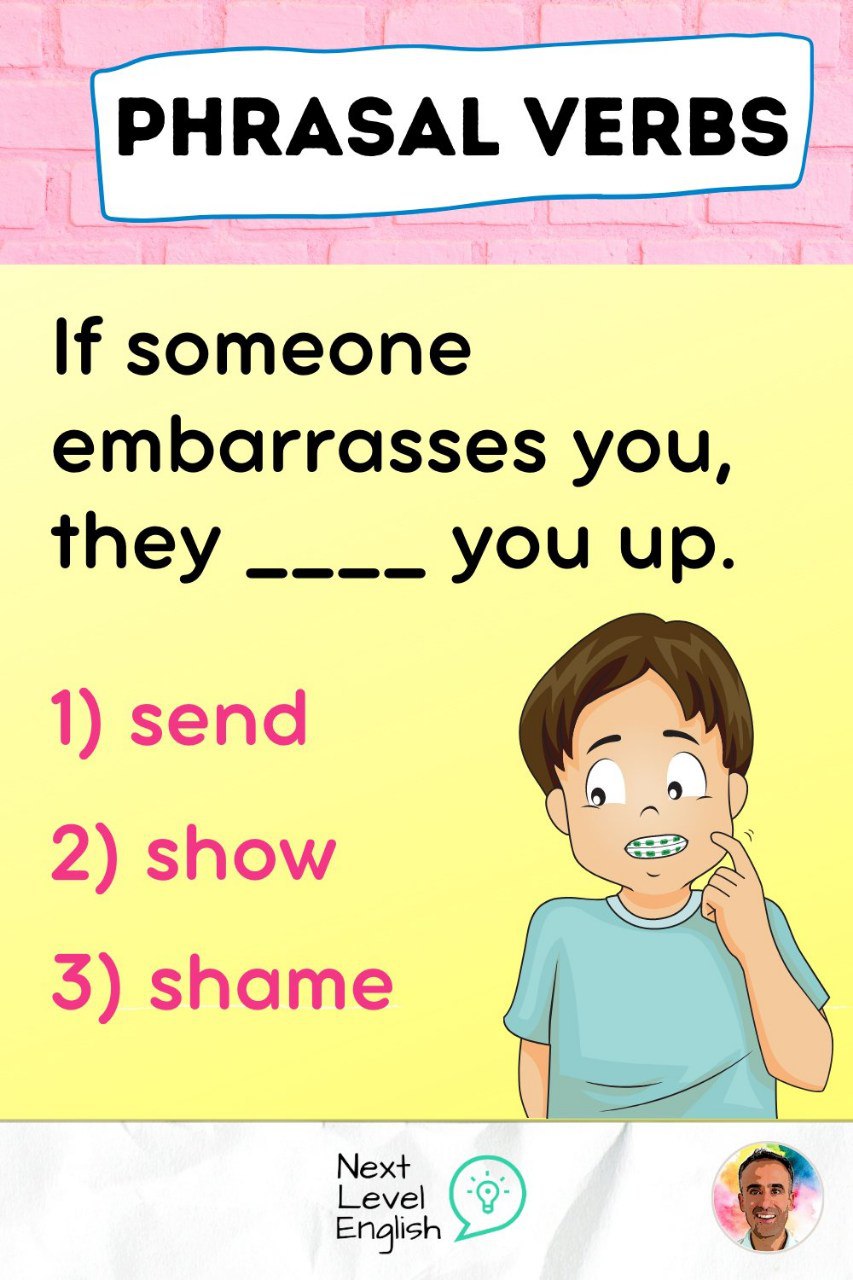 PHRASAL VERBS
If someone
embarrasses you,
they ____ you up.
1) send
2) show
3) shame
Next
Level
English